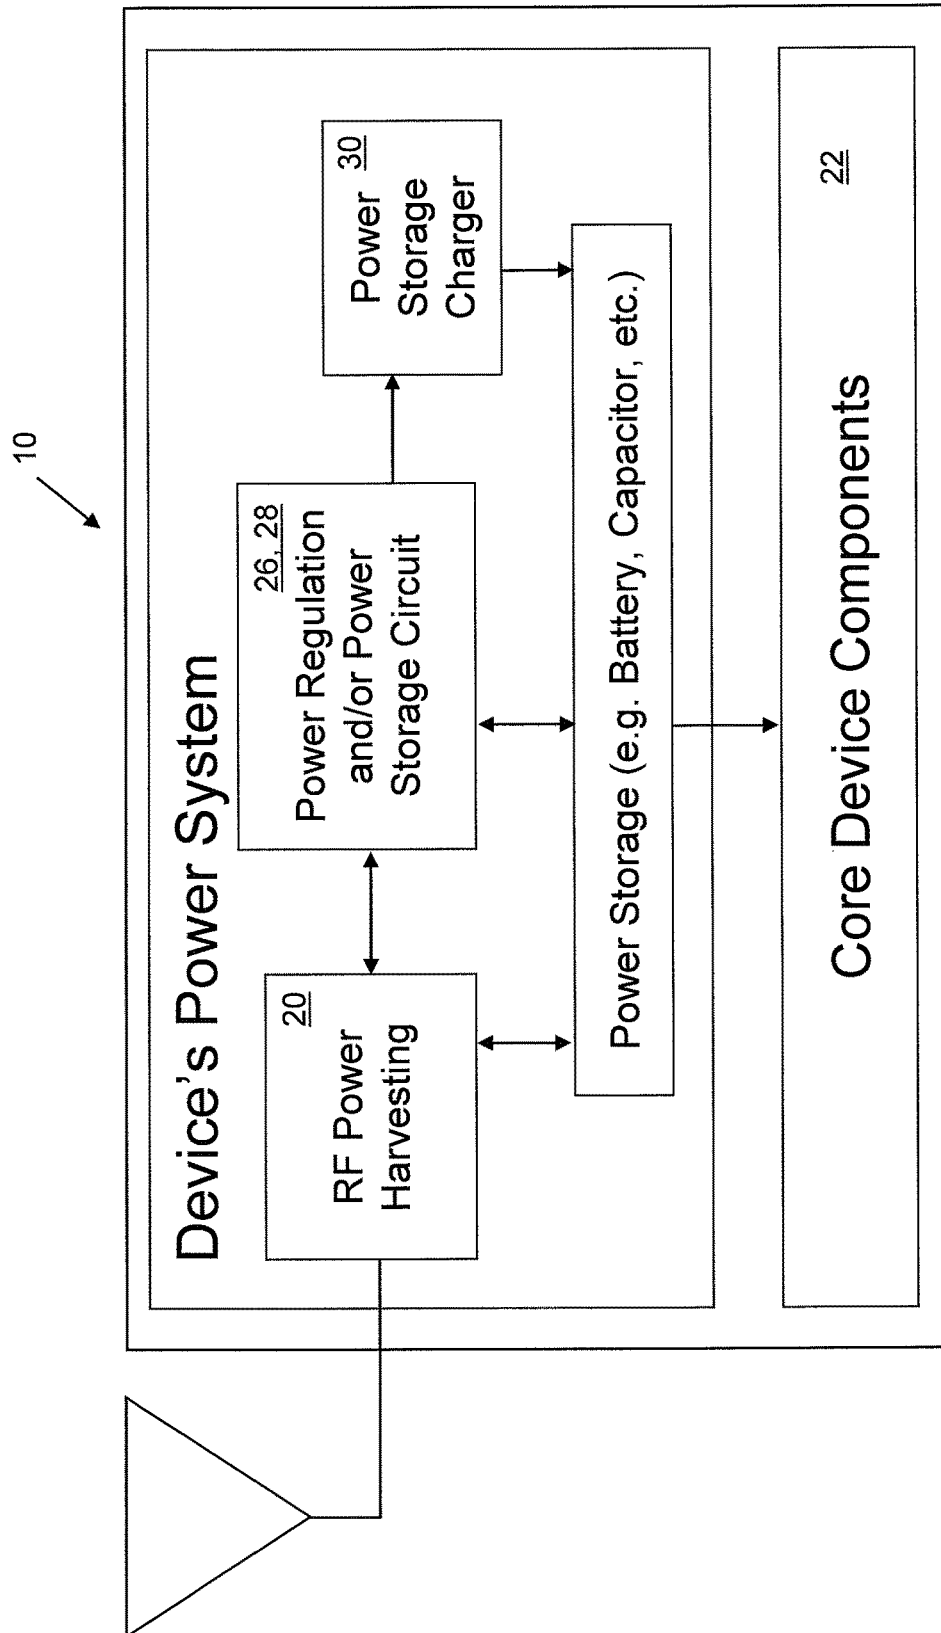 10
Device's Power System
20
RF Power
Harvesting
26, 28
Power Regulation
and/or Power
Storage Circuit
30
Power
Storage
Charger
Power Storage (e.g. Battery, Capacitor, etc.)
22
Core Device Components